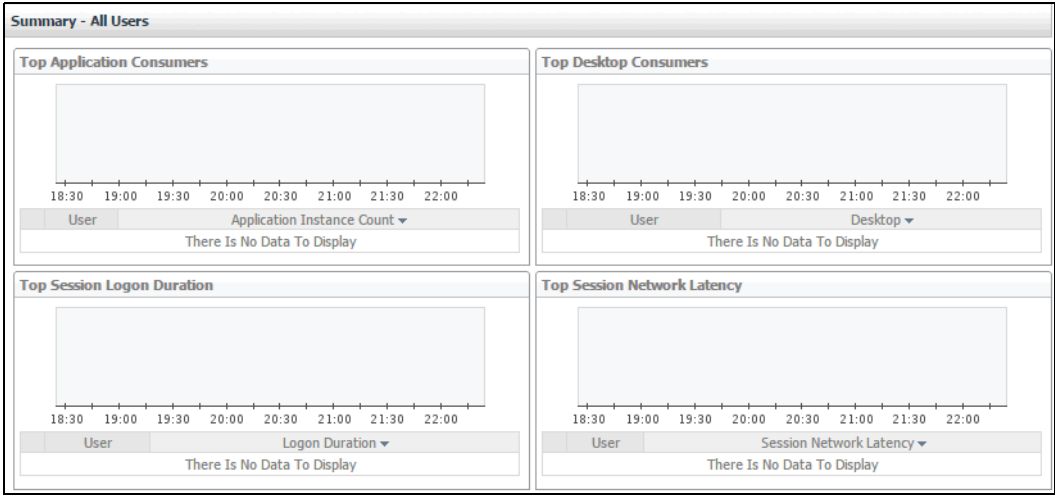 Summary - All Users
Top Application Consumers
18:30 19:00 19:30 20:00 20:30 21:00 21:30 22:00
User Application Instance Count
There Is No Data To Display
Top Desktop Consumers
18:30 19:00 19:30 20:00 20:30 21:00 21:30 22:00
User Desktop
There Is No Data To Display
Top Session Logon Duration
18:30 19:00 19:30 20:00 20:30 21:00 21:30 22:00
User Logon Duration
There Is No Data To Display
Top Session Network Latency
18:30 19:00 19:30 20:00 20:30 21:00 21:30 22:00
User Session Network Latency
There Is No Data To Display